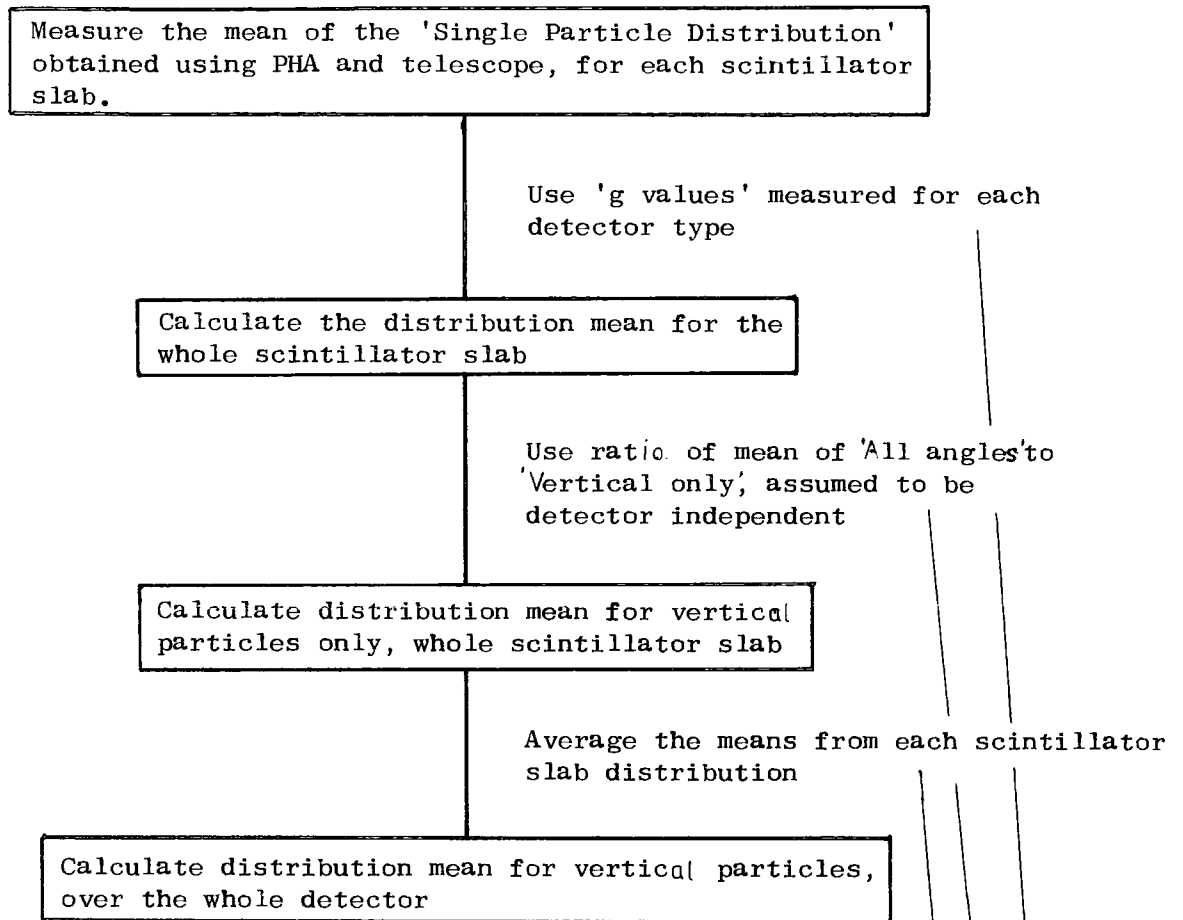 Measure the mean of the 'Single Particle Distribution'
obtained using PHA and telescope, for each scintillator
slab.
Use 'g values' measured for each
detector type
Calculate the distribution mean for the
whole scintillator slab
Use ratio of mean of 'All angles' to
'Vertical only', assumed to be
detector independent
Calculate distribution mean for vertical
particles only, whole scintillator slab
Average the means from each scintillator
slab distribution
Calculate distribution mean for vertical particles,
over the whole detector